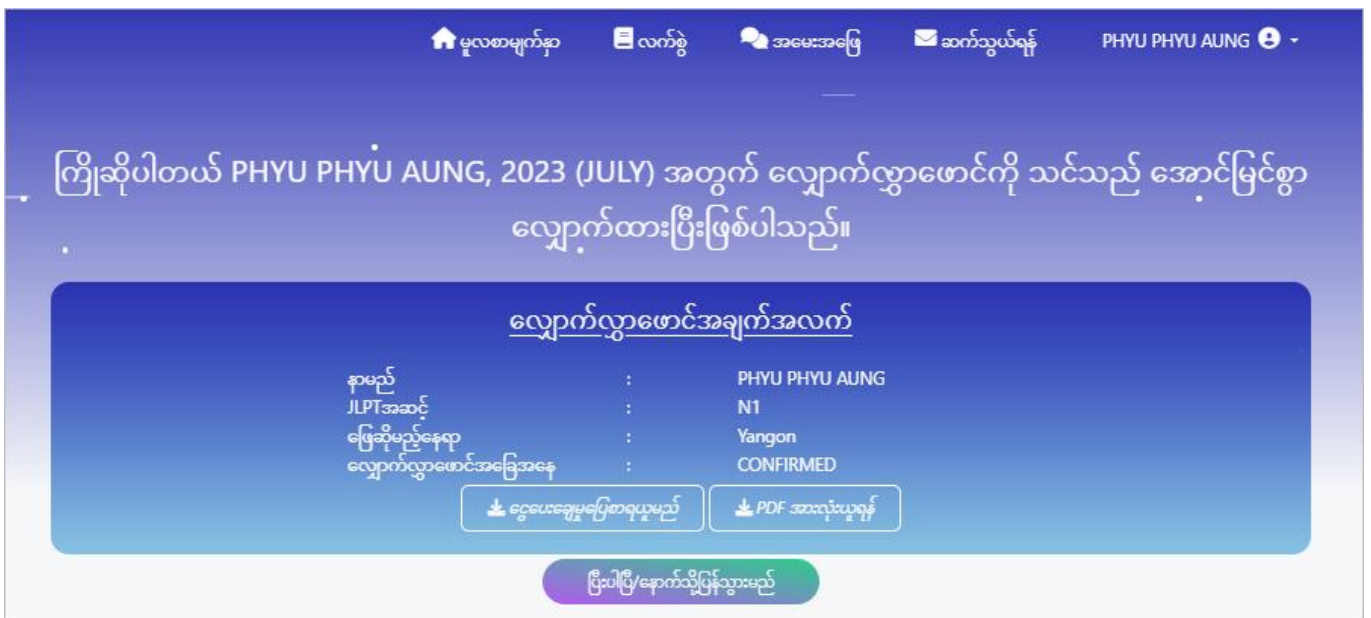 မူလစာမျက်နှာ လက်စွဲ အမေးအဖြေ ဆက်သွယ်ရန် PHYU PHYU AUNG
ကြိုဆိုပါတယ် PHYU PHYU AUNG, 2023 (JULY) အတွက် လျှောက်လွှာဖောင်ကို သင်သည် အောင်မြင်စွာ
လျှောက်ထားပြီးဖြစ်ပါသည်။
လျှောက်လွှာဖောင်အချက်အလက်
နာမည် : PHYU PHYU AUNG
JLPTအဆင့် : N1
ဖြေဆိုမည့်နေရာ : Yangon
လျှောက်လွှာဖောင်အခြေအနေ : CONFIRMED
ငွေပေးချေမှုပြေစာရယူမည် PDF အားလုံးယူရန်
ပြီးပါပြီ/နောက်သို့ပြန်သွားမည်